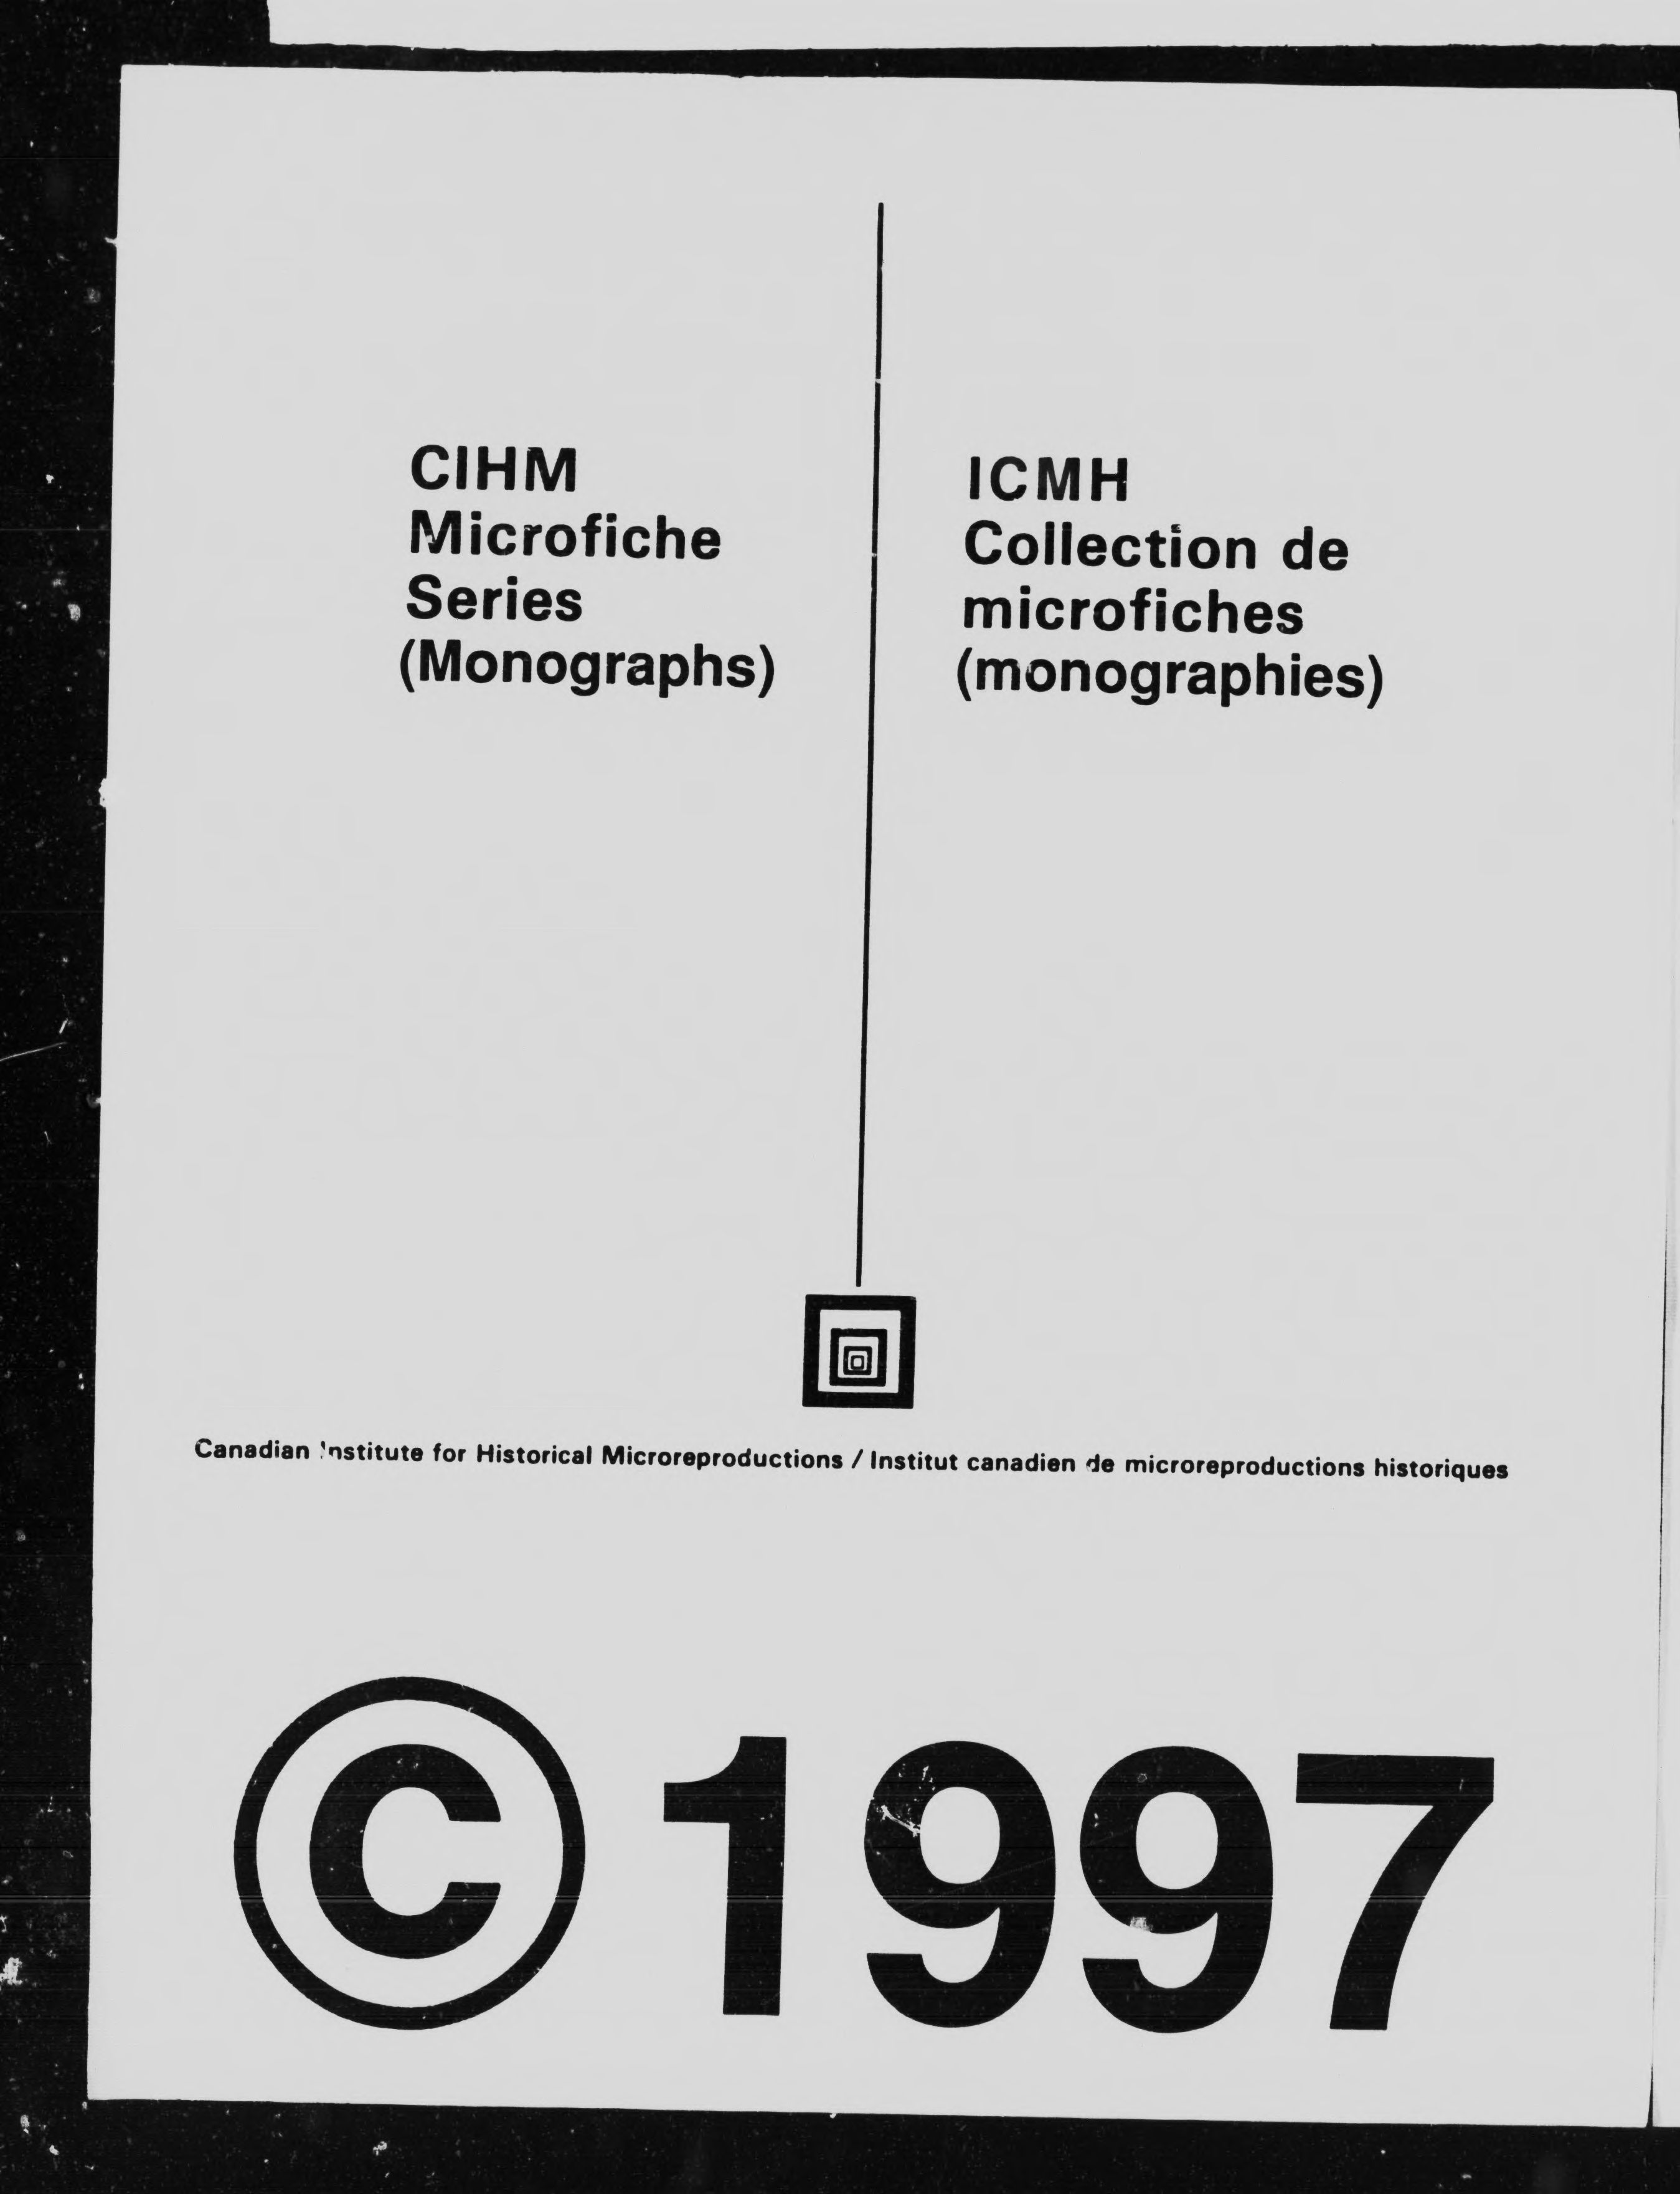 CIHM
Microfiche
Series
(Monographs)
ICMH
Collection de
microfiches
(monographies)
Canadian Institute for Historical Microreproductions / Institut canadien de microreproductions historiques
©1997